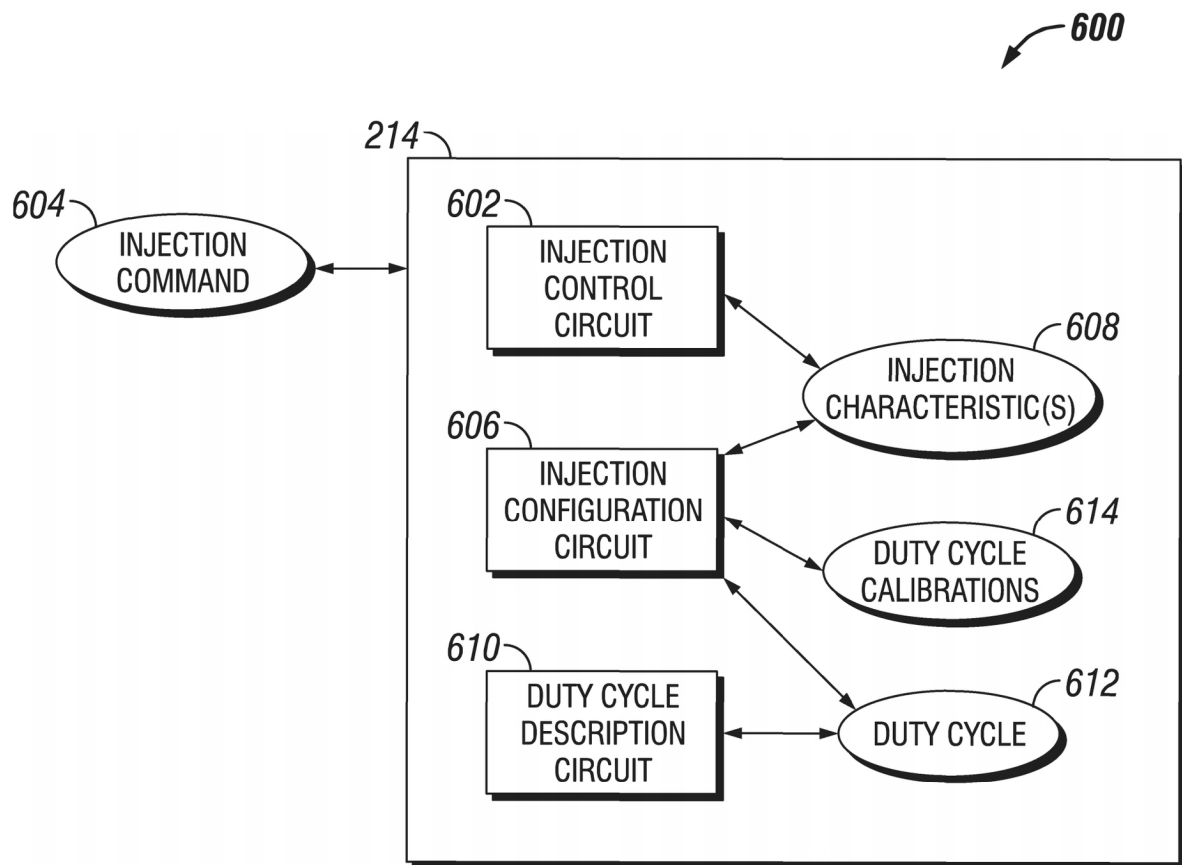 600
214
604
INJECTION
COMMAND
602
INJECTION
CONTROL
CIRCUIT
608
INJECTION
CHARACTERISTIC(S)
606
INJECTION
CONFIGURATION
CIRCUIT
614
DUTY CYCLE
CALIBRATIONS
610
DUTY CYCLE
DESCRIPTION
CIRCUIT
612
DUTY CYCLE